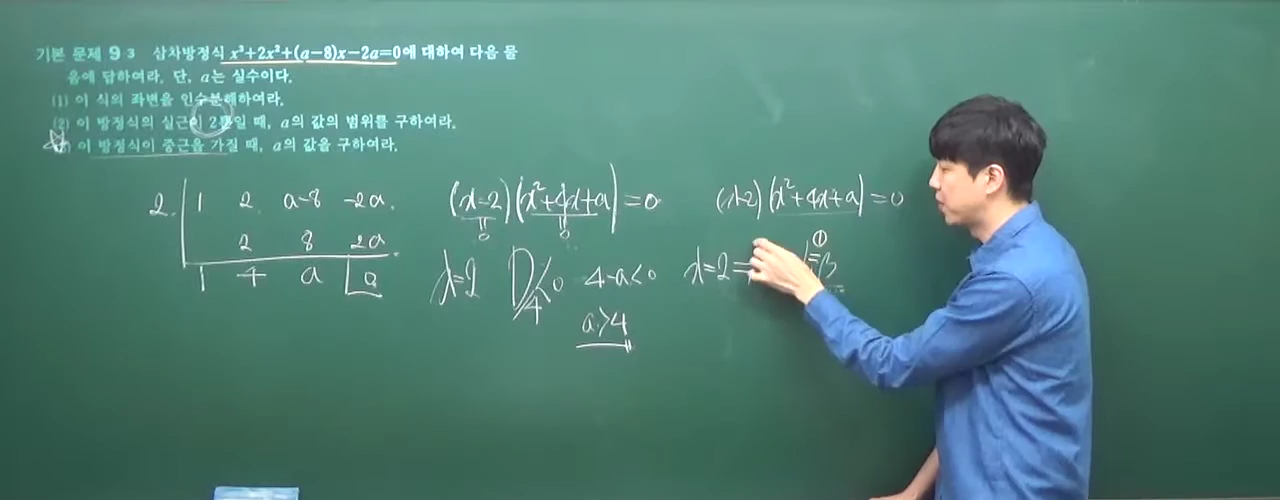 기본 문제 9 3 삼차방정식 x³+2x²+(a−8)x−2a=0에 대하여 다음 물
음에 답하여라. 단, a는 실수이다.
(1) 이 식의 좌변을 인수분해하여라.
(2) 이 방정식의 실근이 일 때, a의 값의 범위를 구하여라.
이 방정식이 중근을 가질 때, a의 값을 구하여라.
2. 1 2 a-8 -2a.
2 8 2a
1 4 a
(x-2)(x²+4x+a)=0
0 0
x=2 D/4<0 4-a<0
a>4
(x-2)(x²+4x+a)=0
①
x=2=